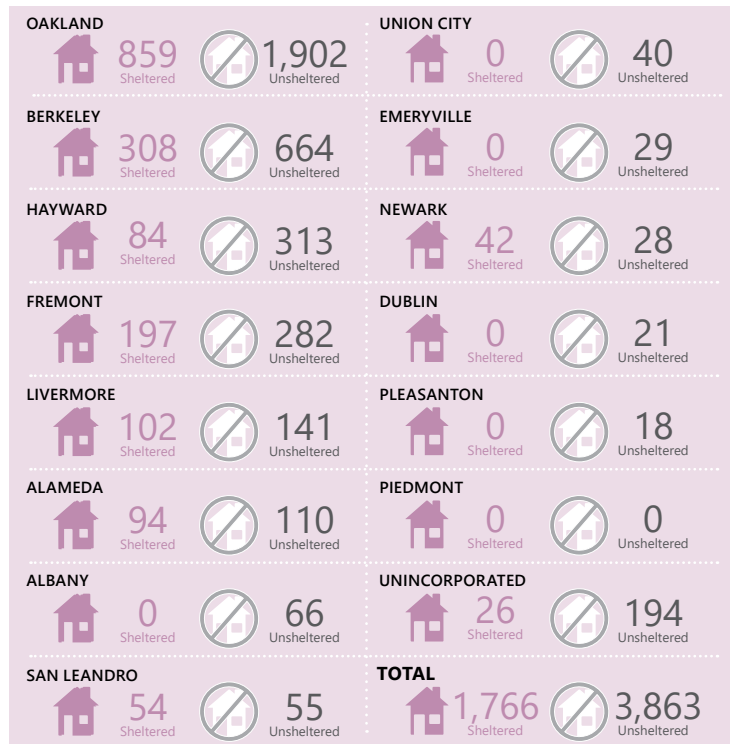 OAKLAND
859 1,902
Sheltered Unsheltered
BERKELEY
308 664
Sheltered Unsheltered
HAYWARD
84 313
Sheltered Unsheltered
FREMONT
197 282
Sheltered Unsheltered
LIVERMORE
102 141
Sheltered Unsheltered
ALAMEDA
94 110
Sheltered Unsheltered
ALBANY
0 66
Sheltered Unsheltered
SAN LEANDRO
54 55
Sheltered Unsheltered
UNION CITY
0 40
Sheltered Unsheltered
EMERYVILLE
0 29
Sheltered Unsheltered
NEWARK
42 28
Sheltered Unsheltered
DUBLIN
0 21
Sheltered Unsheltered
PLEASANTON
0 18
Sheltered Unsheltered
PIEDMONT
0 0
Sheltered Unsheltered
UNINCORPORATED
26 194
Sheltered Unsheltered
TOTAL
1,766 3,863
Sheltered Unsheltered